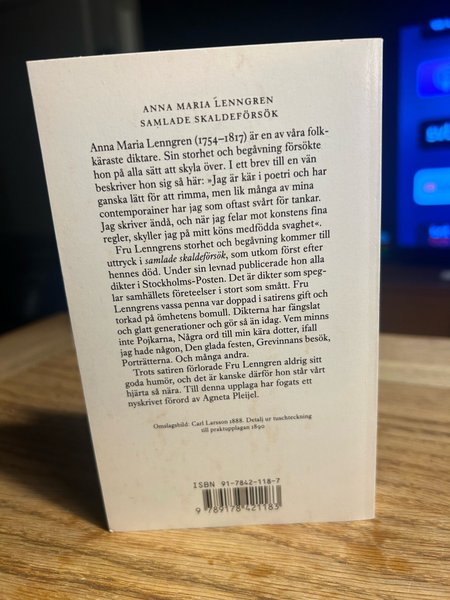 ANNA MARIA LENNGREN
SAMLADE SKALDEFÖRSÖK
Anna Maria Lenngren (1754–1817) är en av våra folk-
käraste diktare. Sin storhet och begåvning försökte
hon på alla sätt att skyla över. I ett brev till en vän
beskriver hon sig så här: »Jag är kär i poetri och har
ganska lätt för att rimma, men lik många av mina
contemporainer har jag som oftast svårt för tankar.
Jag skriver ändå, och när jag felar mot konstens fina
regler, skyller jag på mitt köns medfödda svaghet«.
Fru Lenngrens storhet och begåvning kommer till
uttryck i samlade skaldeförsök, som utkom först efter
hennes död. Under sin levnad publicerade hon alla
dikter i Stockholms-Posten. Det är dikter som speg-
lar samhällets företeelser i stort som smått. Fru
Lenngrens vassa penna var doppad i satirens gift och
torkad på ömhetens bomull. Dikterna har fängslat
och glatt generationer och gör så än idag. Vem minns
inte Pojkarna, Några ord till min kära dotter, ifall
jag hade någon, Den glada festen, Grevinnans besök,
Porträtterna. Och många andra.
Trots satiren förlorade Fru Lenngren aldrig sitt
goda humör, och det är kanske därför hon står vårt
hjärta så nära. Till denna upplaga har fogats ett
nyskrivet förord av Agneta Pleijel.
Omslagsbild: Carl Larsson 1888. Detalj ur tuschteckning
till praktupplagan 1890
ISBN 91-7842-118-7
9 789178 421183